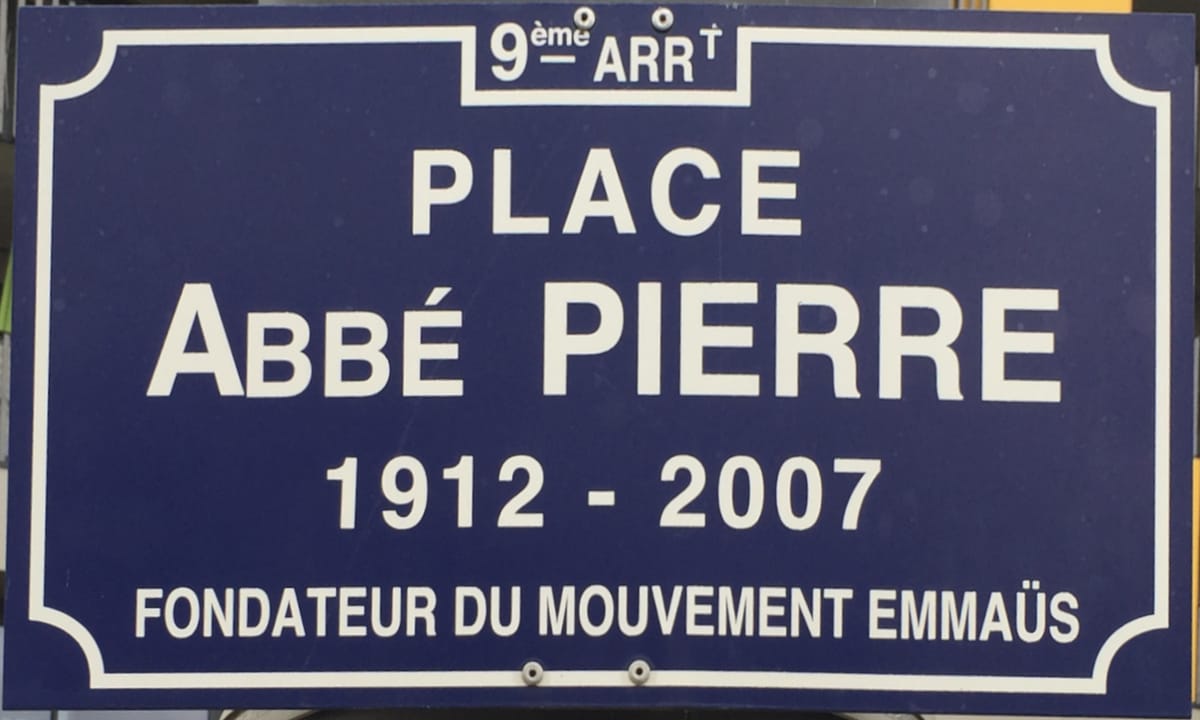 9ème ARRT
PLACE
ABBÉ PIERRE
1912 - 2007
FONDATEUR DU MOUVEMENT EMMAÜS